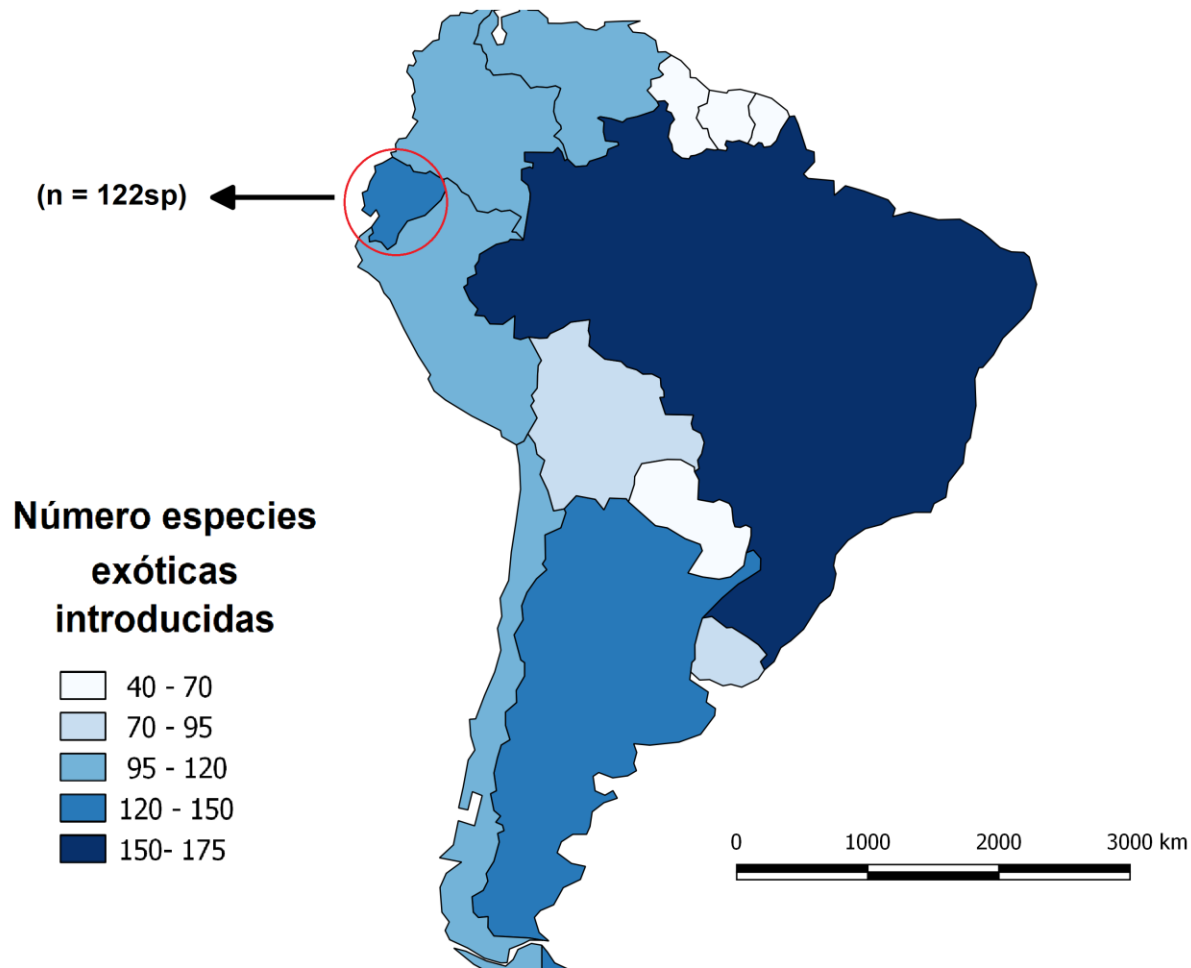 (n = 122sp)
Número especies
exóticas
introducidas
40 - 70
70 - 95
95 - 120
120 - 150
150- 175
0 1000 2000 3000 km